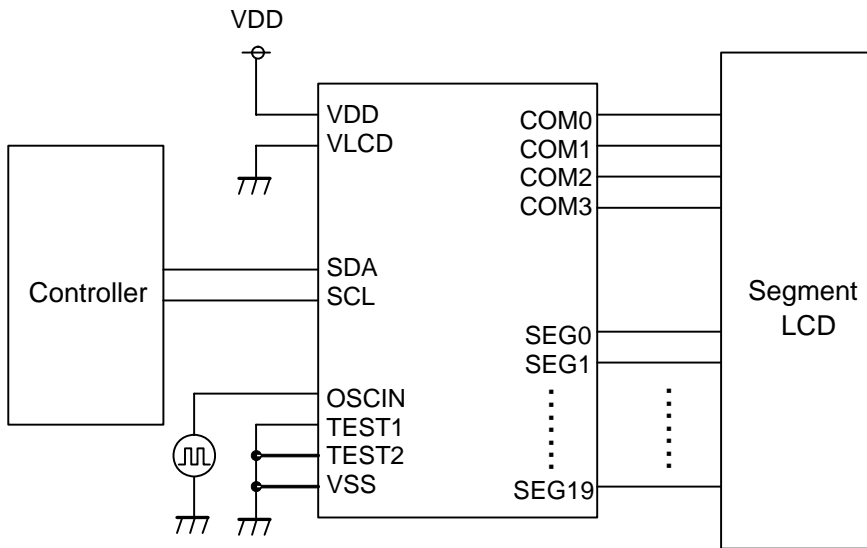 VDD
VDD
VLCD
SDA
SCL
OSCIN
TEST1
TEST2
VSS
COM0
COM1
COM2
COM3
SEG0
SEG1
SEG19
Controller
Segment
LCD